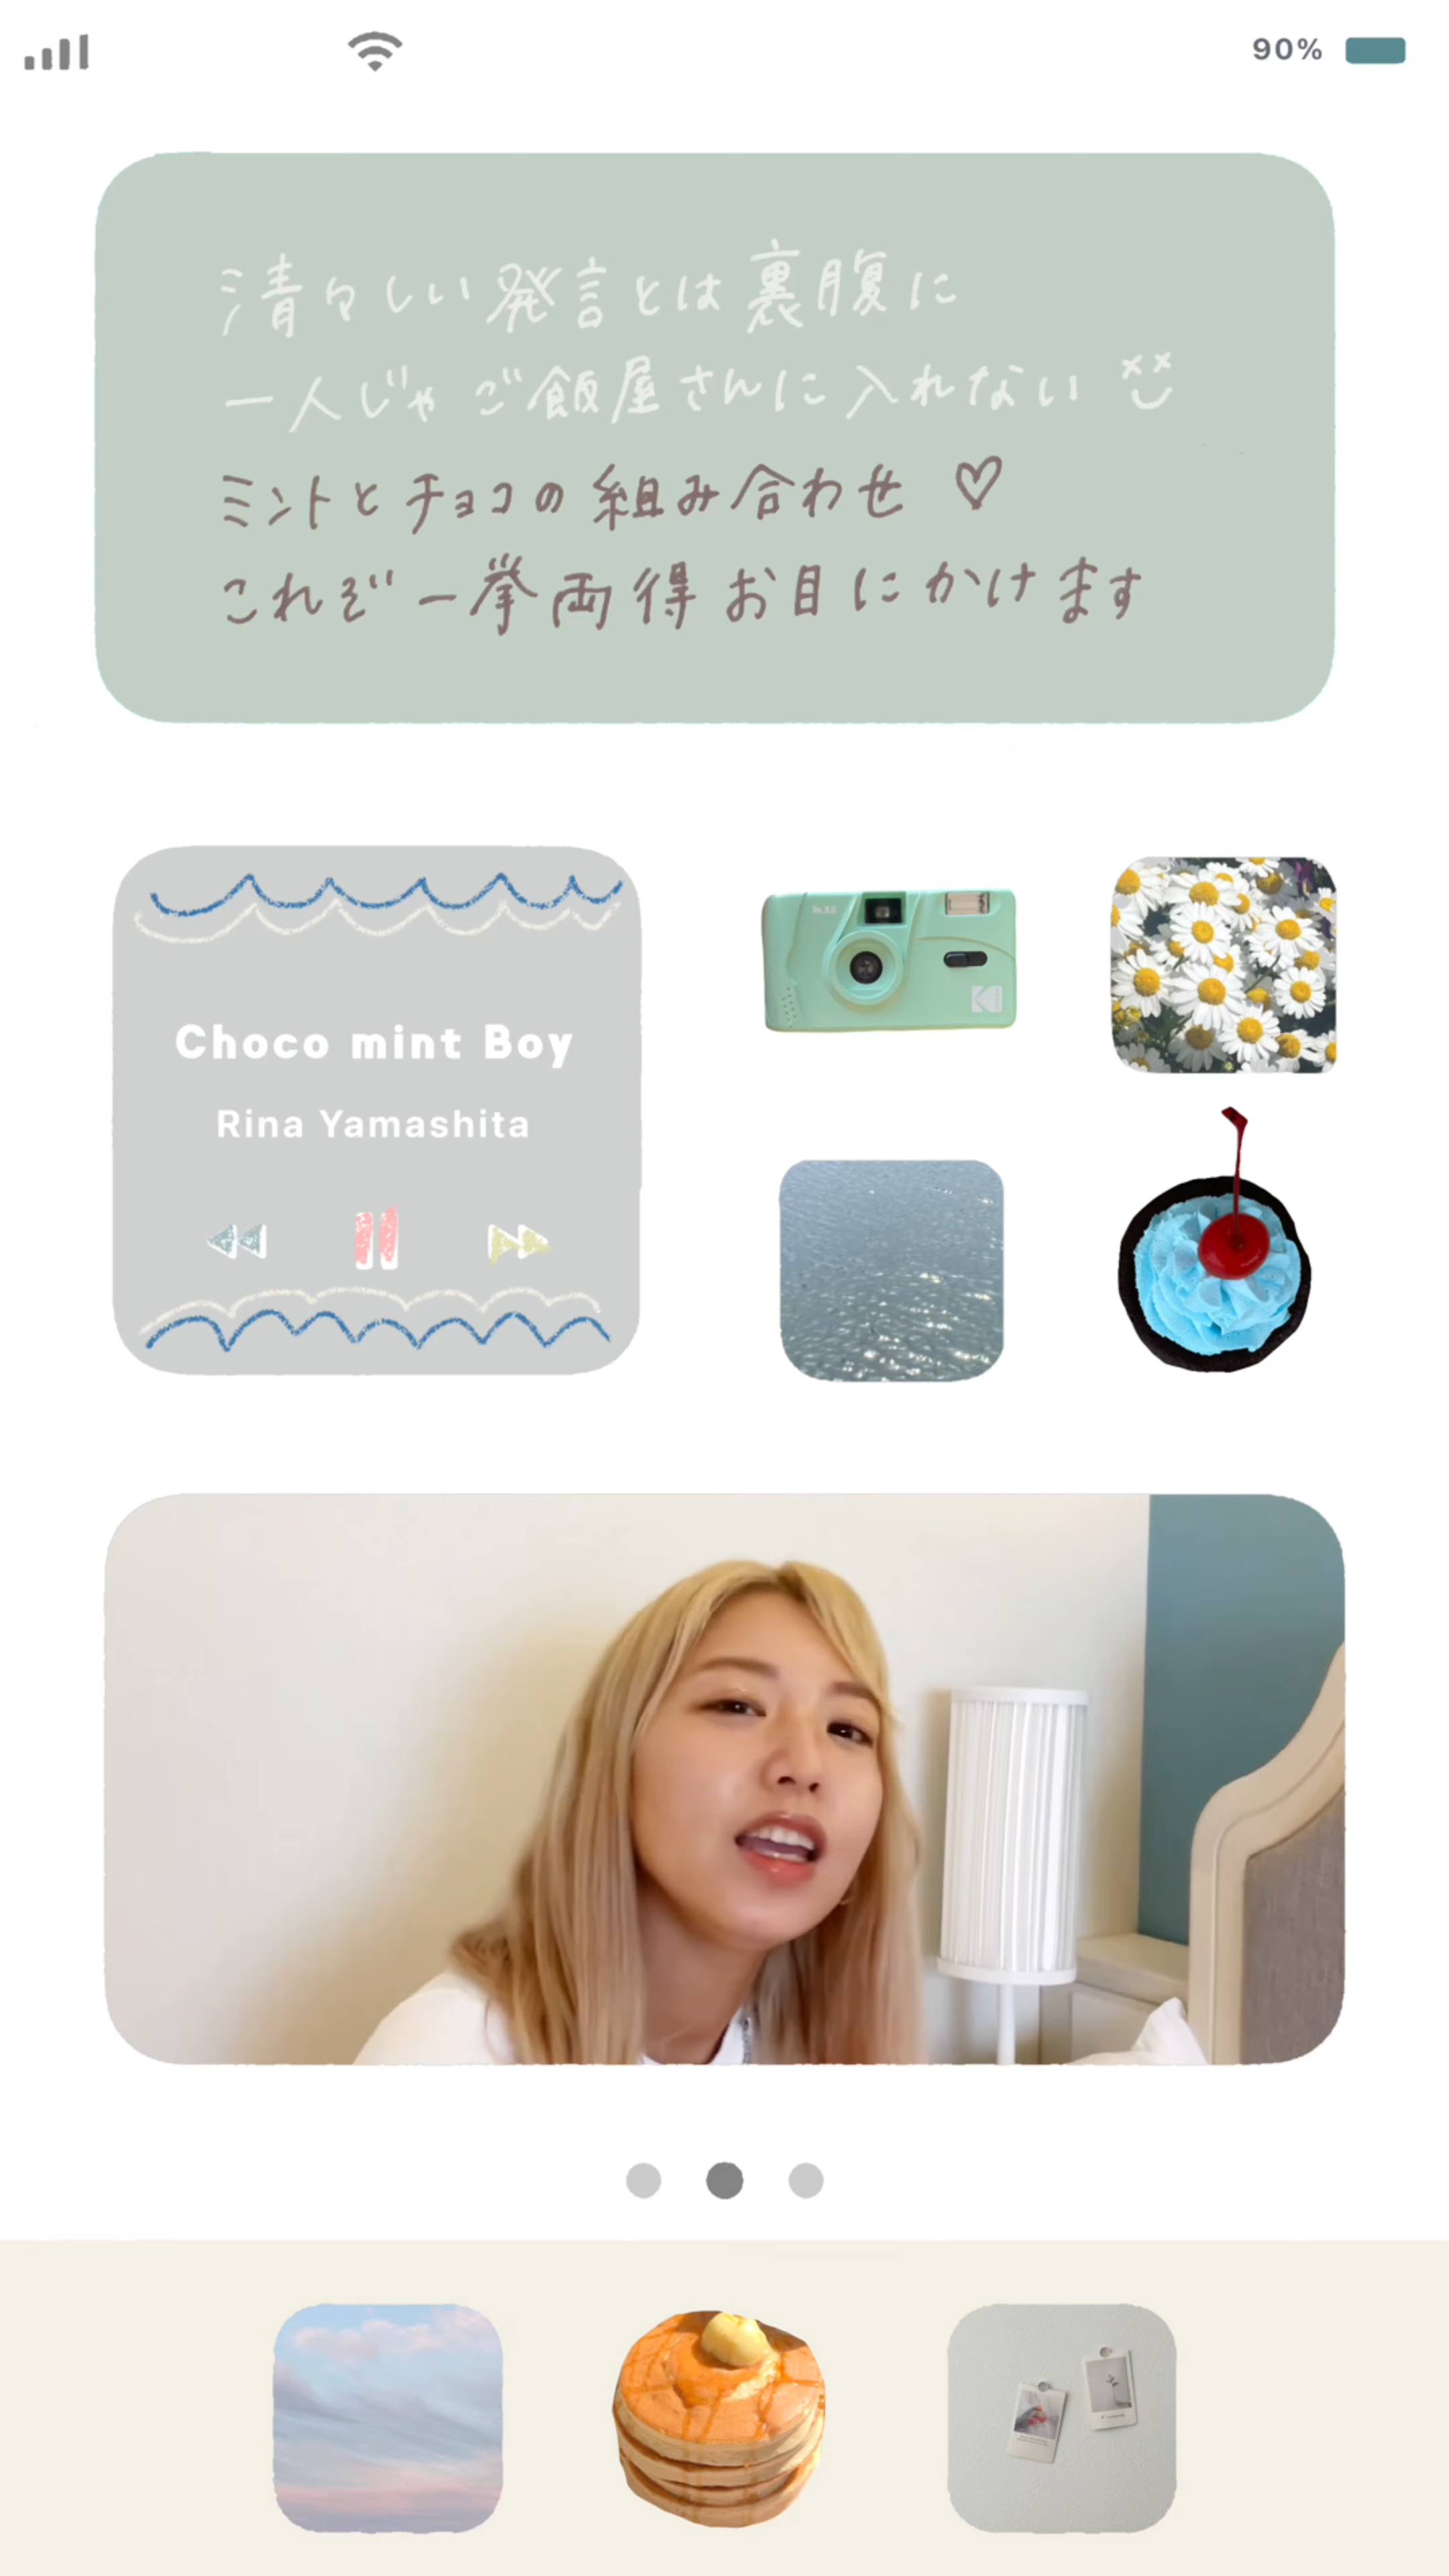 90%
清々しい発言とは裏腹に
一人じゃご飯屋さんに入れない
ミントとチョコの組み合わせ ♡
これぞ一挙両得お目にかけます
Choco mint Boy
Rina Yamashita